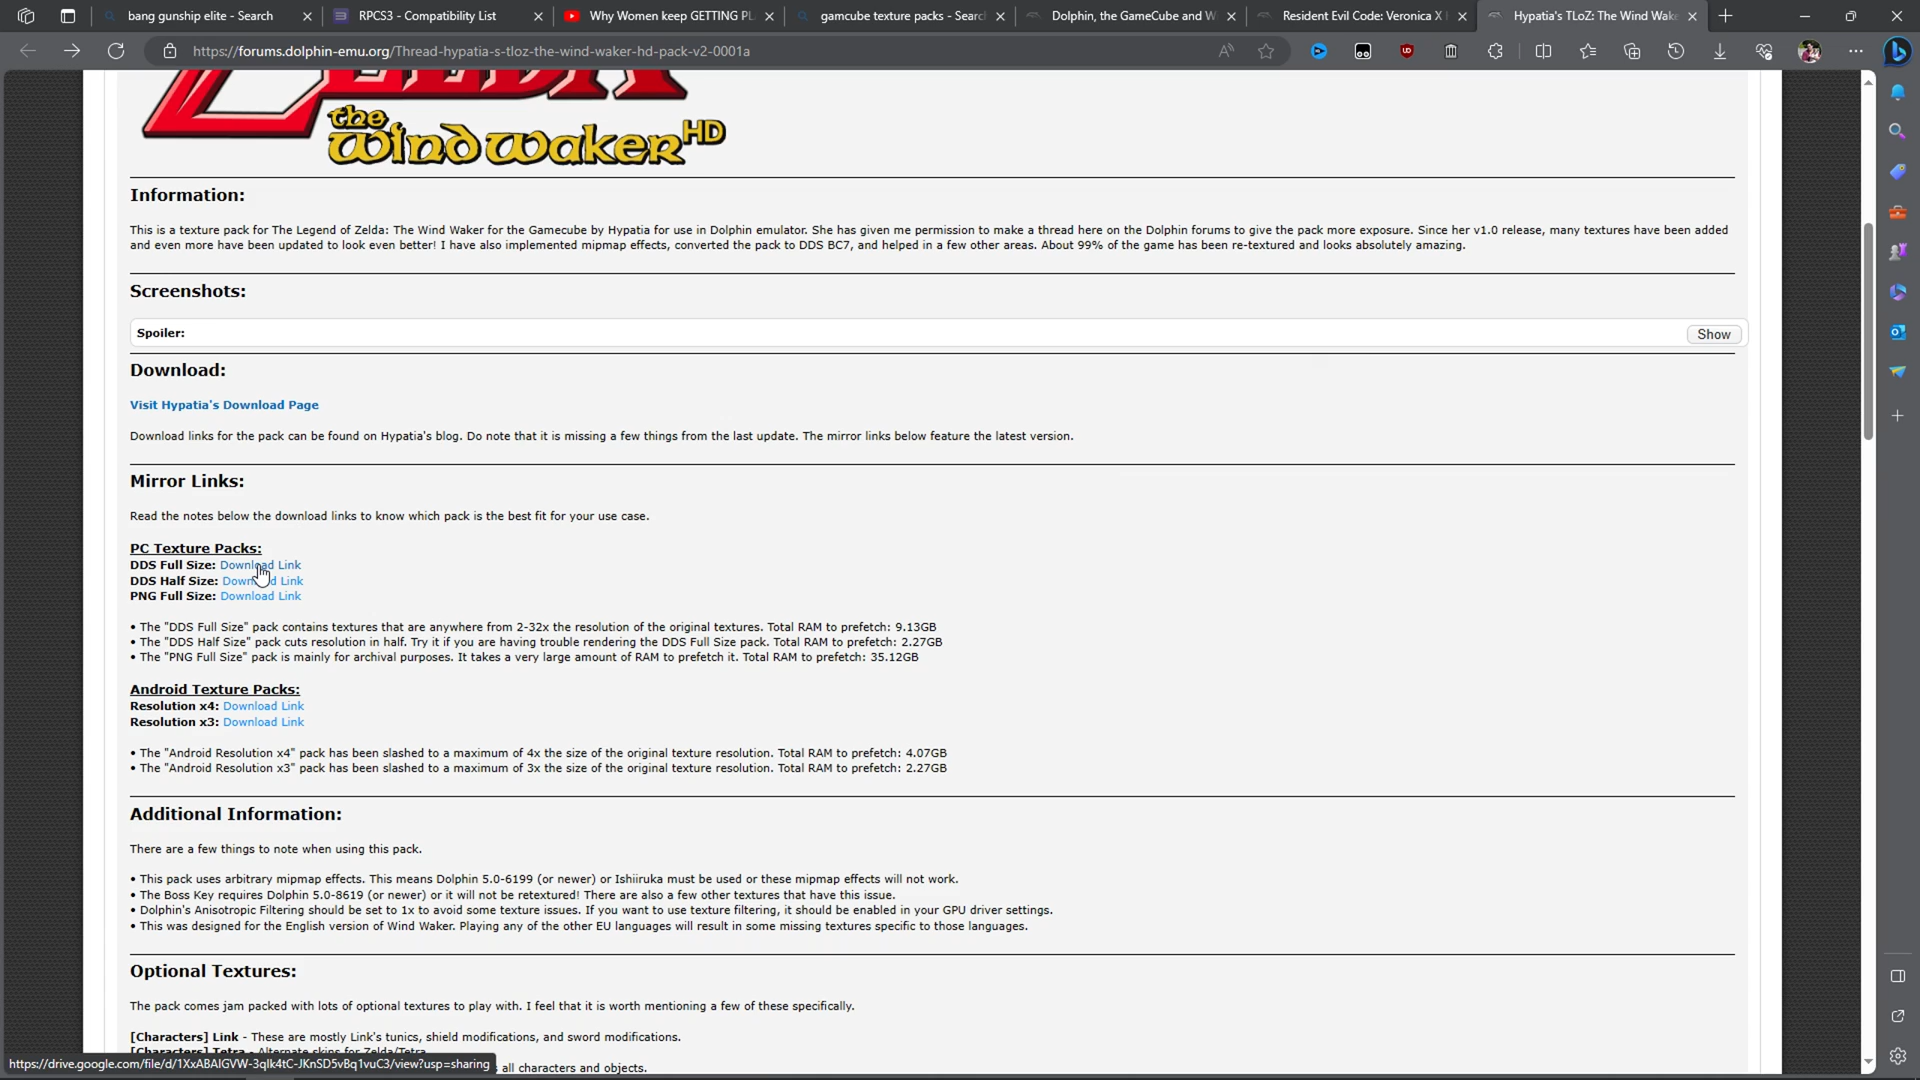 bang gunship elite - Search
RPCS3 - Compatibility List
Why Women keep GETTING PL
gamcube texture packs - Searc
Dolphin, the GameCube and W
Resident Evil Code: Veronica X
Hypatia's TLoZ: The Wind Wak
https://forums.dolphin-emu.org/Thread-hypatia-s-tloz-the-wind-waker-hd-pack-v2-0001a
ZELDA
the
Wind Waker HD
Information:
This is a texture pack for The Legend of Zelda: The Wind Waker for the Gamecube by Hypatia for use in Dolphin emulator. She has given me permission to make a thread here on the Dolphin forums to give the pack more exposure. Since her v1.0 release, many textures have been added
and even more have been updated to look even better! I have also implemented mipmap effects, converted the pack to DDS BC7, and helped in a few other areas. About 99% of the game has been re-textured and looks absolutely amazing.
Screenshots:
Spoiler: Show
Download:
Visit Hypatia's Download Page
Download links for the pack can be found on Hypatia's blog. Do note that it is missing a few things from the last update. The mirror links below feature the latest version.
Mirror Links:
Read the notes below the download links to know which pack is the best fit for your use case.
PC Texture Packs:
DDS Full Size: Download Link
DDS Half Size: Download Link
PNG Full Size: Download Link
• The "DDS Full Size" pack contains textures that are anywhere from 2-32x the resolution of the original textures. Total RAM to prefetch: 9.13GB
• The "DDS Half Size" pack cuts resolution in half. Try it if you are having trouble rendering the DDS Full Size pack. Total RAM to prefetch: 2.27GB
• The "PNG Full Size" pack is mainly for archival purposes. It takes a very large amount of RAM to prefetch it. Total RAM to prefetch: 35.12GB
Android Texture Packs:
Resolution x4: Download Link
Resolution x3: Download Link
• The "Android Resolution x4" pack has been slashed to a maximum of 4x the size of the original texture resolution. Total RAM to prefetch: 4.07GB
• The "Android Resolution x3" pack has been slashed to a maximum of 3x the size of the original texture resolution. Total RAM to prefetch: 2.27GB
Additional Information:
There are a few things to note when using this pack.
• This pack uses arbitrary mipmap effects. This means Dolphin 5.0-6199 (or newer) or Ishiiruka must be used or these mipmap effects will not work.
• The Boss Key requires Dolphin 5.0-8619 (or newer) or it will not be retextured! There are also a few other textures that have this issue.
• Dolphin's Anisotropic Filtering should be set to 1x to avoid some texture issues. If you want to use texture filtering, it should be enabled in your GPU driver settings.
• This was designed for the English version of Wind Waker. Playing any of the other EU languages will result in some missing textures specific to those languages.
Optional Textures:
The pack comes jam packed with lots of optional textures to play with. I feel that it is worth mentioning a few of these specifically.
[Characters] Link - These are mostly Link's tunics, shield modifications, and sword modifications.
[Characters] Tetra - Alternate skins for Zelda/Tetra
https://drive.google.com/file/d/1XxABAIGVW-3qlk4tC-JKnSD5vBq1vuC3/view?usp=sharing
all characters and objects.